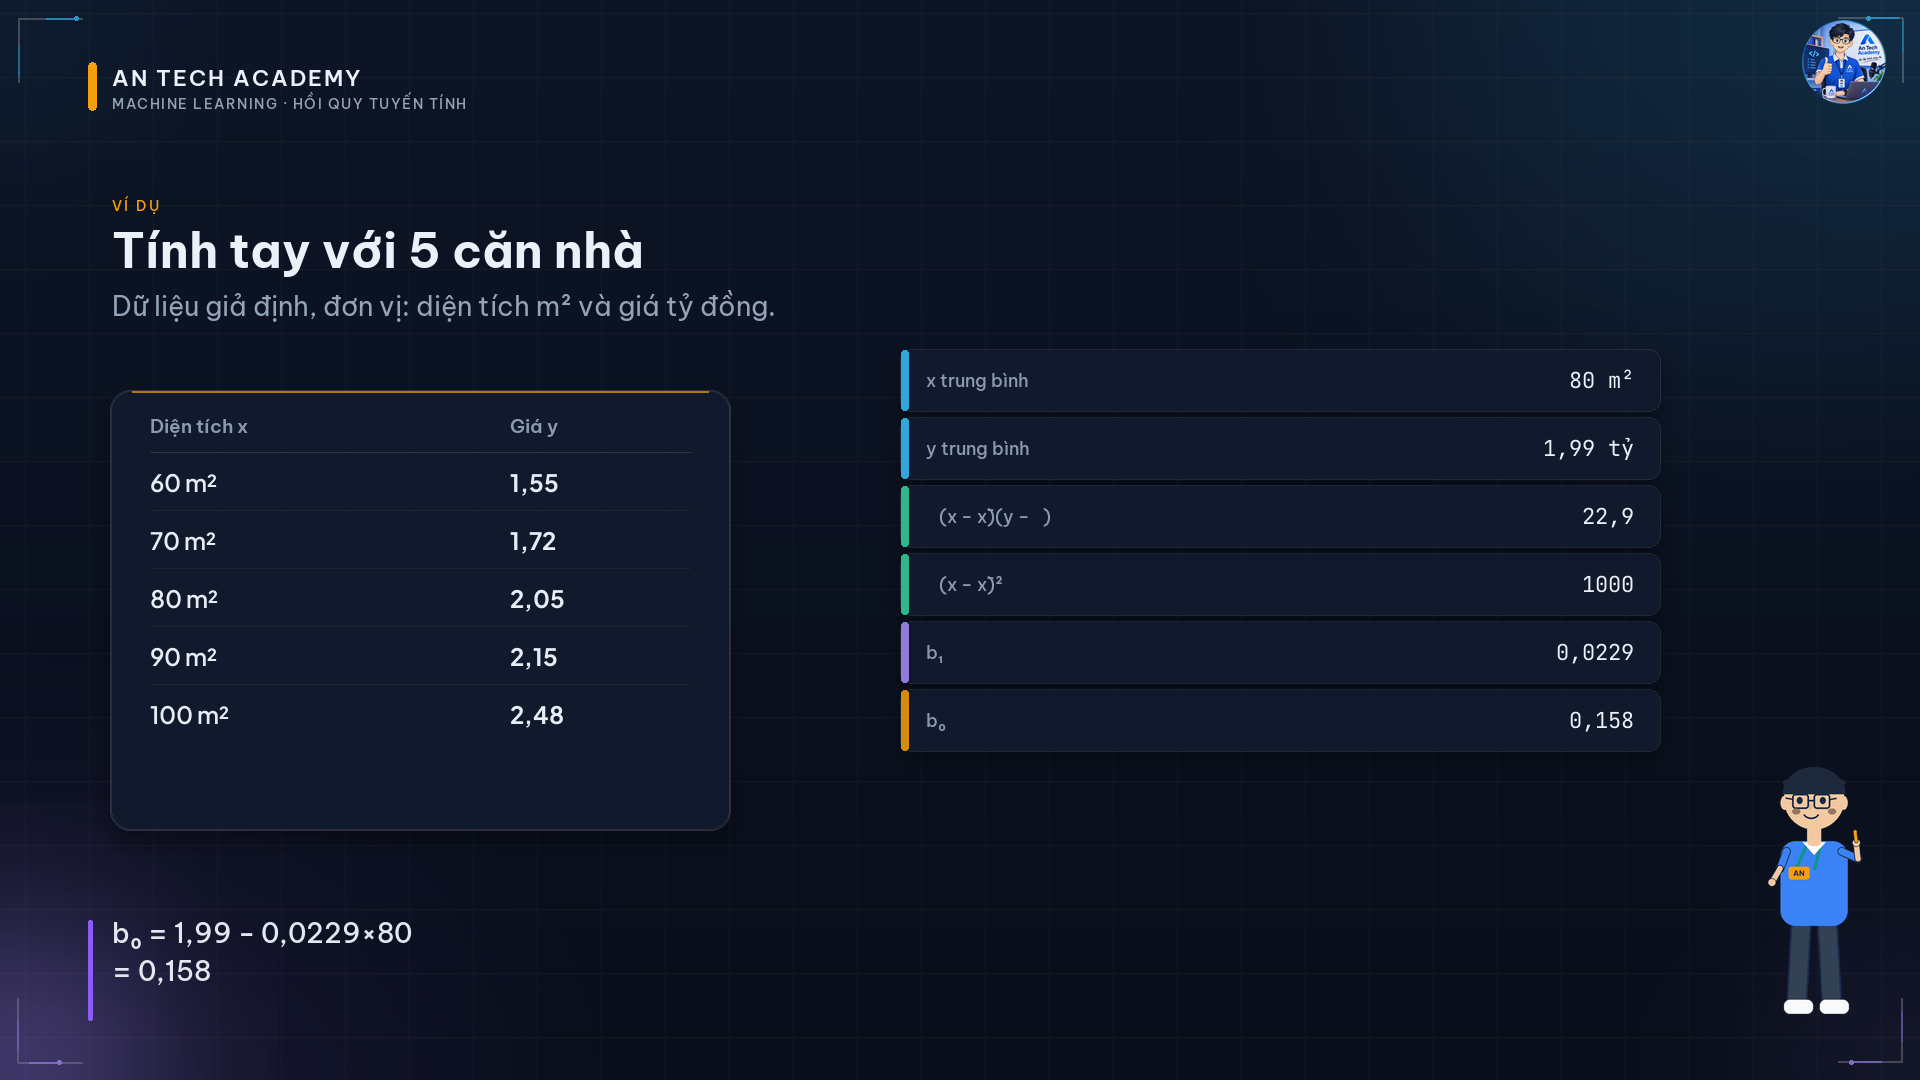 AN TECH ACADEMY
MACHINE LEARNING · HỒI QUY TUYẾN TÍNH
An Tech
Academy
VÍ DỤ
Tính tay với 5 căn nhà
Dữ liệu giả định, đơn vị: diện tích m² và giá tỷ đồng.
Diện tích x Giá y
60 m² 1,55
70 m² 1,72
80 m² 2,05
90 m² 2,15
100 m² 2,48
x trung bình 80 m²
y trung bình 1,99 tỷ
(x − x̄)(y − ) 22,9
(x − x̄)² 1000
b₁ 0,0229
b₀ 0,158
b₀ = 1,99 − 0,0229×80
= 0,158
AN